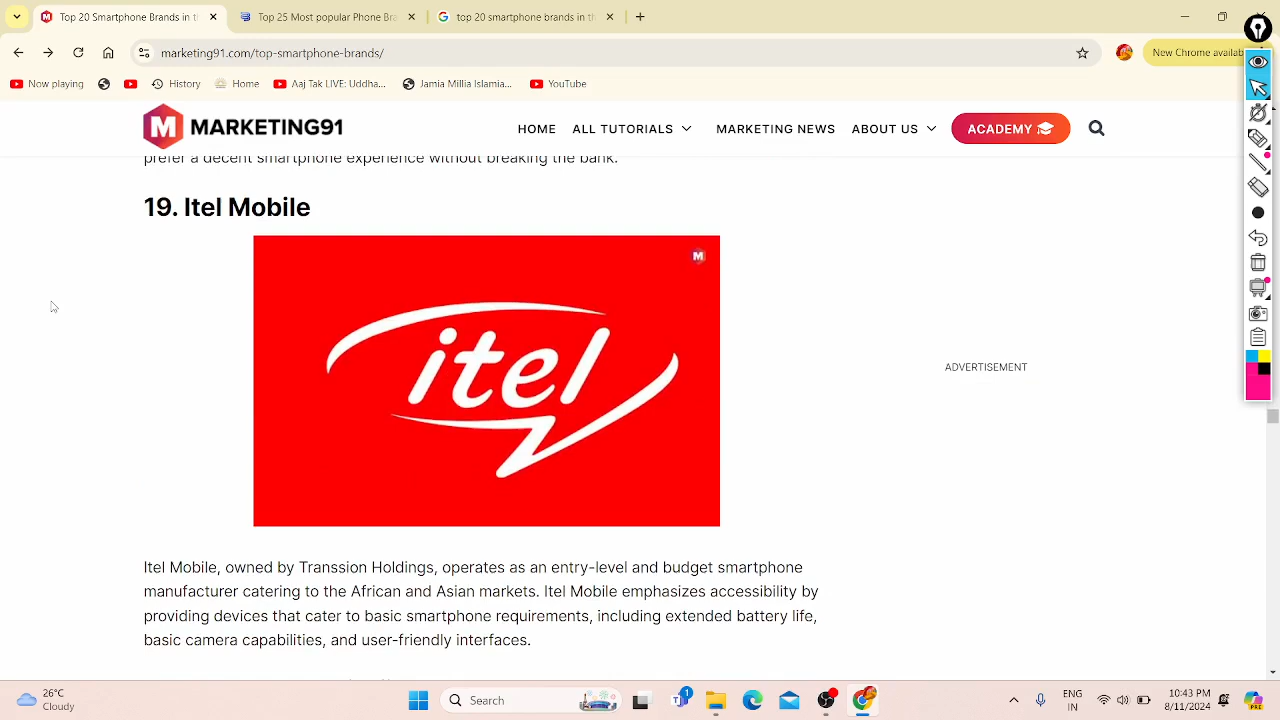 Top 20 Smartphone Brands in t
Top 25 Most popular African Bra
top 20 smartphone brands in th
marketing91.com/top-smartphone-brands/
New Chrome availab
Now playing
History
Home
Aaj Tak LIVE: Uddha...
Jamia Millia Islamia...
YouTube
M MARKETING91
HOME
ALL TUTORIALS
MARKETING NEWS
ABOUT US
ACADEMY
prefer a decent smartphone experience without breaking the bank.
19. Itel Mobile
M
itel
ADVERTISEMENT
Itel Mobile, owned by Transsion Holdings, operates as an entry-level and budget smartphone
manufacturer catering to the African and Asian markets. Itel Mobile emphasizes accessibility by
providing devices that cater to basic smartphone requirements, including extended battery life,
basic camera capabilities, and user-friendly interfaces.
26°C
Cloudy
Search
1
ENG
IN
10:43 PM
8/11/2024
PRE